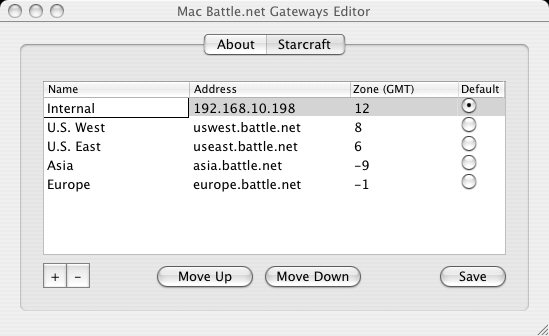 Mac Battle.net Gateways Editor
About Starcraft
Name Address Zone (GMT) Default
Internal 192.168.10.198 12
U.S. West uswest.battle.net 8
U.S. East useast.battle.net 6
Asia asia.battle.net -9
Europe europe.battle.net -1
+ - Move Up Move Down Save